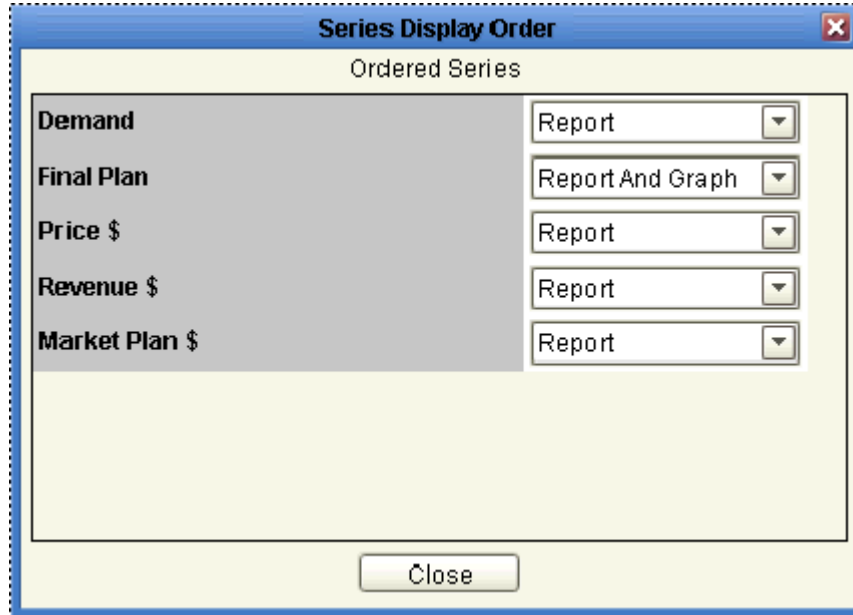 Series Display Order
Ordered Series
Demand Report
Final Plan Report And Graph
Price $ Report
Revenue $ Report
Market Plan $ Report
Close